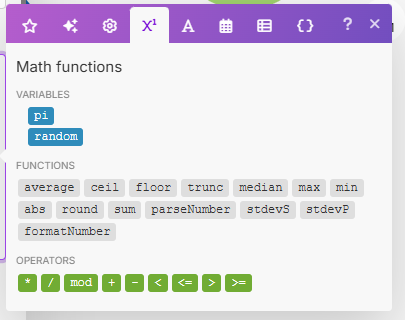 X¹ A { } ? ×
Math functions
VARIABLES
pi
random
FUNCTIONS
average ceil floor trunc median max min
abs round sum parseNumber stdevS stdevP
formatNumber
OPERATORS
* / mod + - < <= > >=